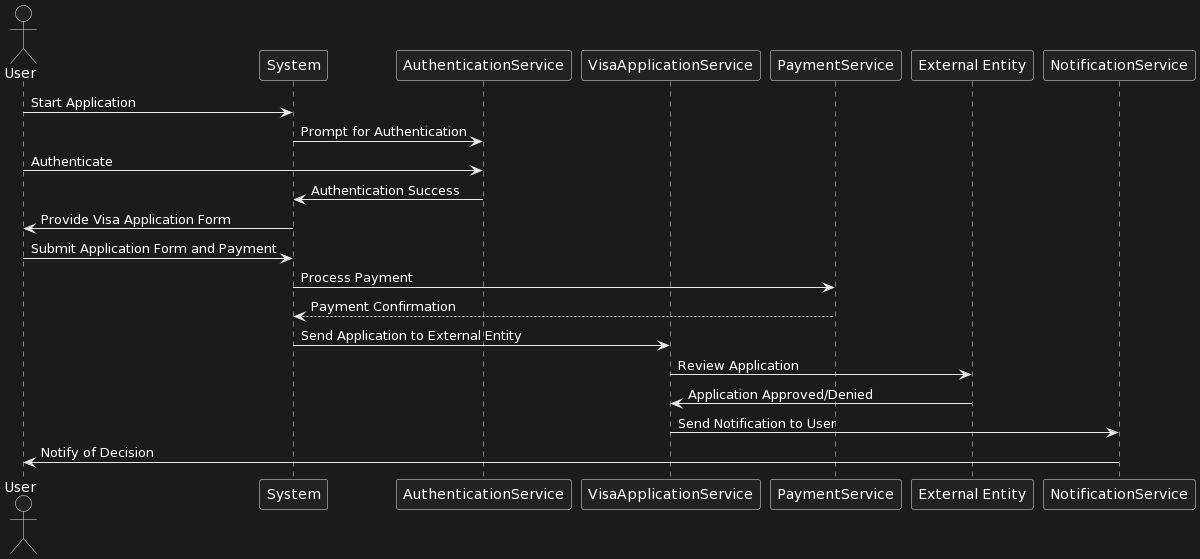 User
System
AuthenticationService
VisaApplicationService
PaymentService
External Entity
NotificationService
Start Application
Prompt for Authentication
Authenticate
Authentication Success
Provide Visa Application Form
Submit Application Form and Payment
Process Payment
Payment Confirmation
Send Application to External Entity
Review Application
Application Approved/Denied
Send Notification to User
Notify of Decision
User
System
AuthenticationService
VisaApplicationService
PaymentService
External Entity
NotificationService